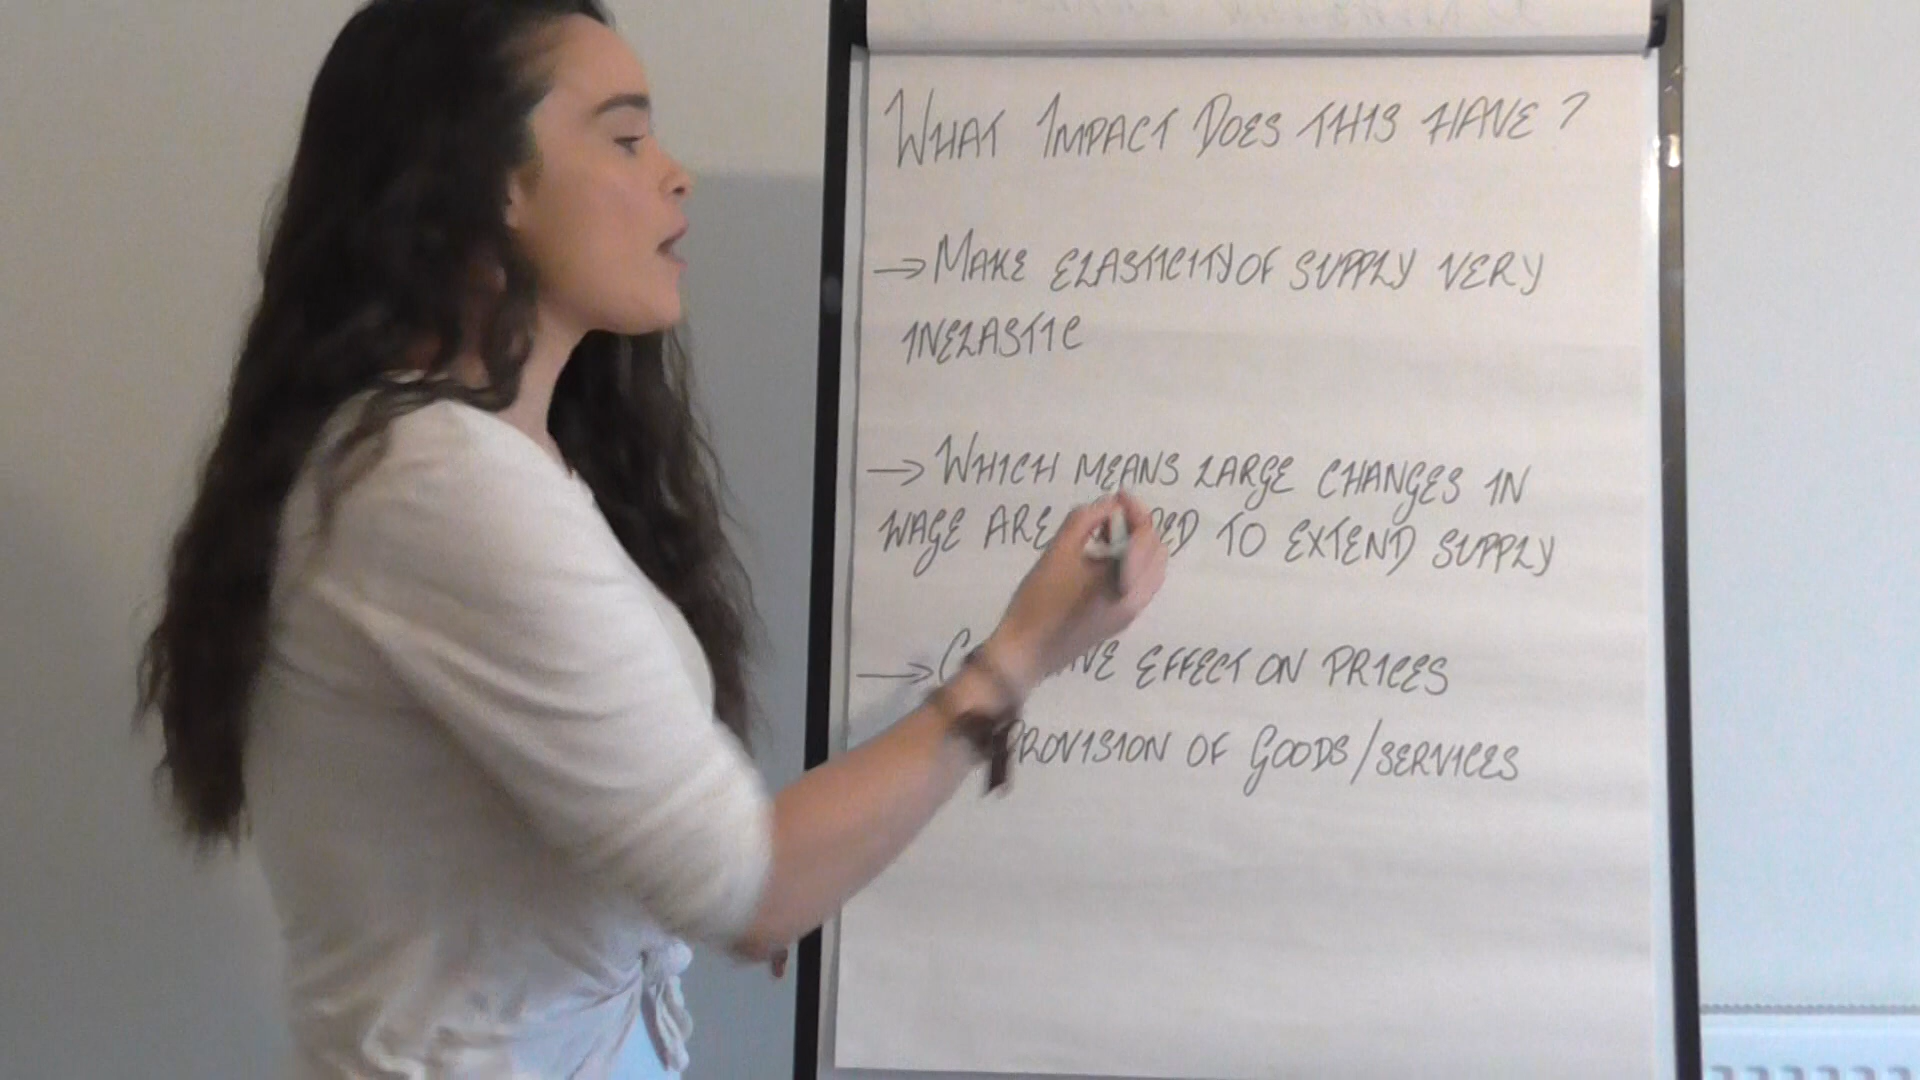 WHAT IMPACT DOES THIS HAVE?
→ MAKE ELASTICITY OF SUPPLY VERY
INELASTIC
→ WHICH MEANS LARGE CHANGES IN
WAGE ARE TO EXTEND SUPPLY
→ EFFECT ON PRICES
PROVISION OF GOODS/SERVICES